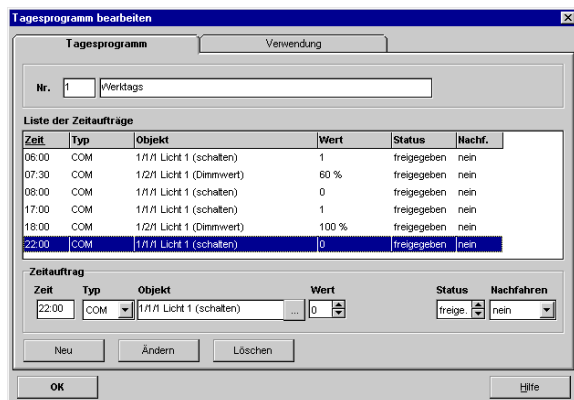 Tagesprogramm bearbeiten
Tagesprogramm Verwendung
Nr. 1 Werktags
Liste der Zeitaufträge
Zeit Typ Objekt Wert Status Nachf.
06:00 COM 1/1/1 Licht 1 (schalten) 1 freigegeben nein
07:30 COM 1/2/1 Licht 1 (Dimmwert) 60 % freigegeben nein
08:00 COM 1/1/1 Licht 1 (schalten) 0 freigegeben nein
17:00 COM 1/1/1 Licht 1 (schalten) 1 freigegeben nein
18:00 COM 1/2/1 Licht 1 (Dimmwert) 100 % freigegeben nein
22:00 COM 1/1/1 Licht 1 (schalten) 0 freigegeben nein
Zeitauftrag
Zeit Typ Objekt Wert Status Nachfahren
22:00 COM 1/1/1 Licht 1 (schalten) ... 0 freige. nein
Neu Ändern Löschen
OK Hilfe